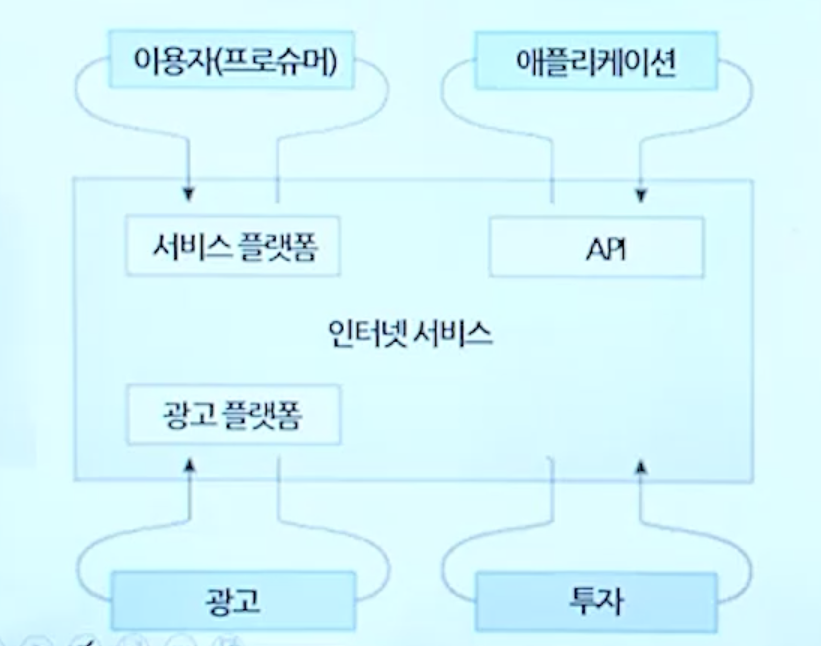 이용자(프로슈머)
애플리케이션
서비스 플랫폼
API
인터넷 서비스
광고 플랫폼
광고
투자